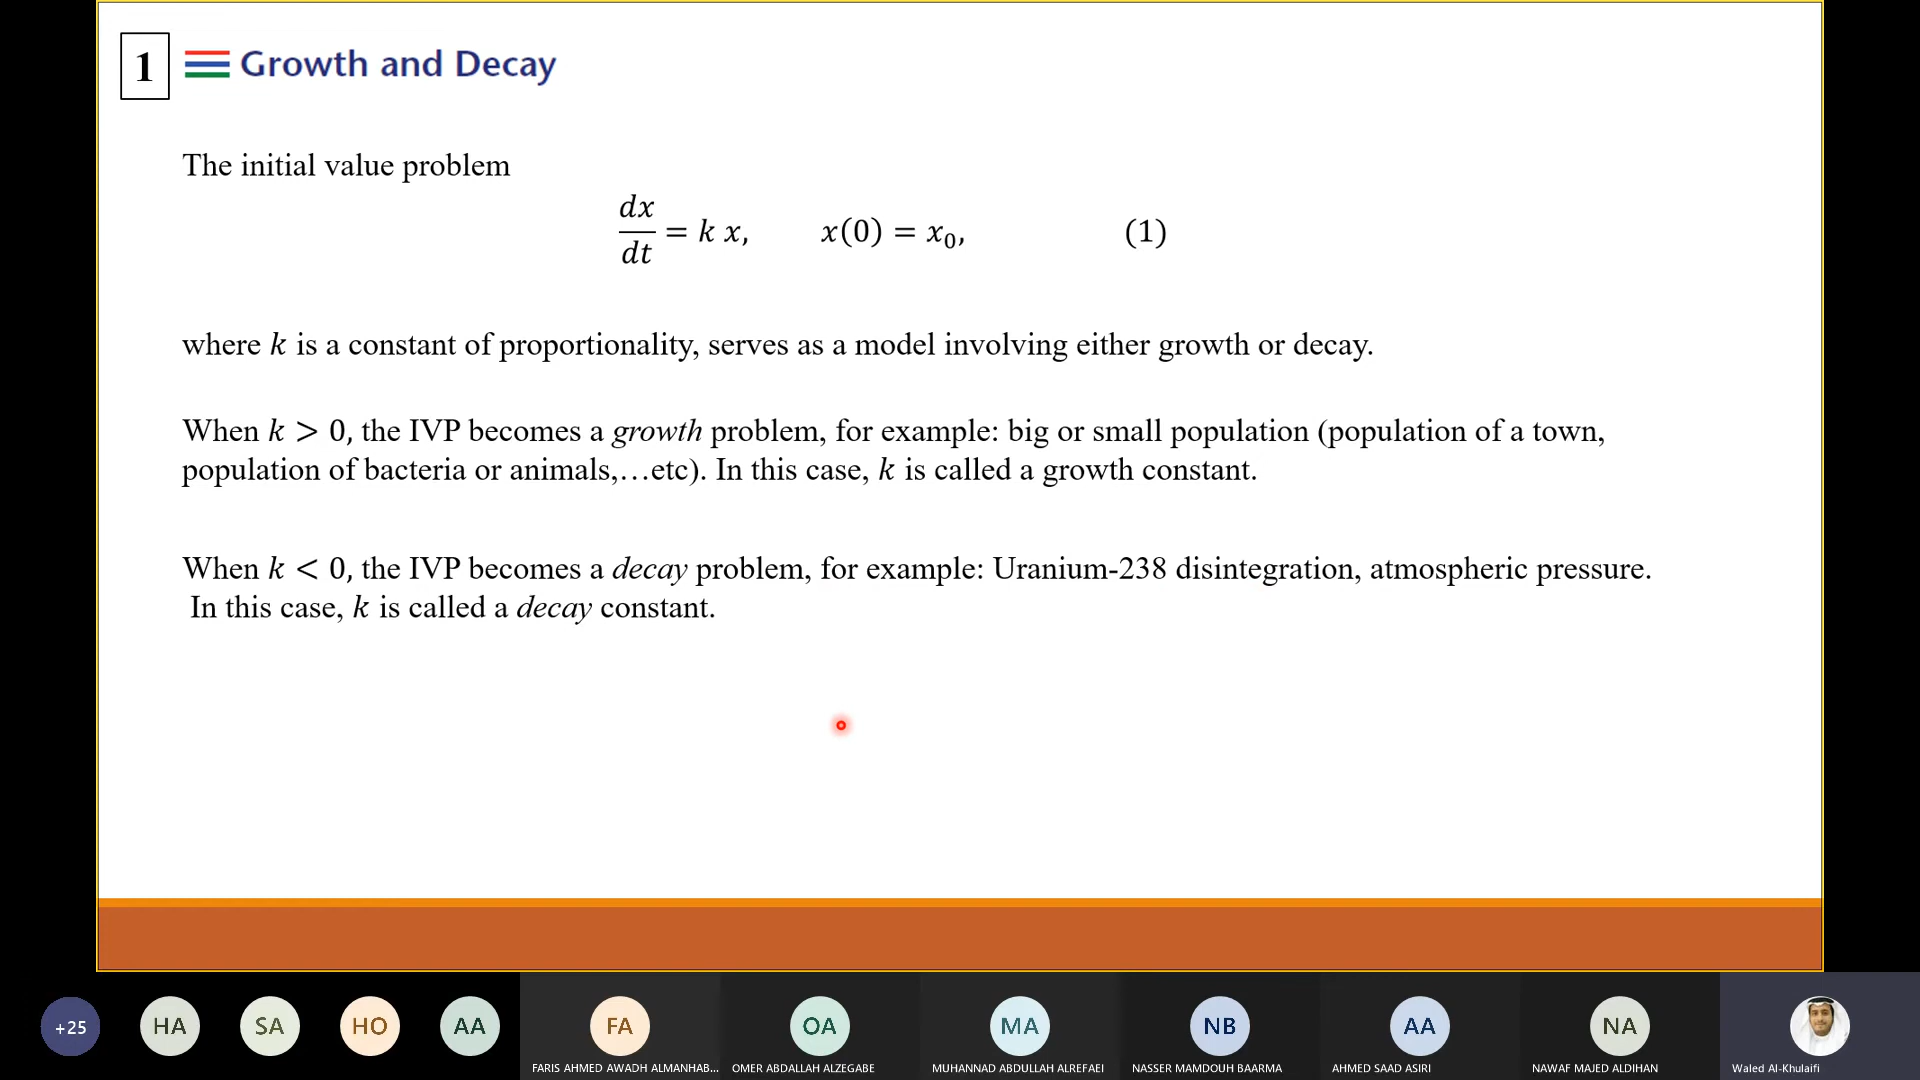 1 Growth and Decay
The initial value problem
dx/dt = k x, x(0) = x₀, (1)
where k is a constant of proportionality, serves as a model involving either growth or decay.
When k > 0, the IVP becomes a growth problem, for example: big or small population (population of a town,
population of bacteria or animals,…etc). In this case, k is called a growth constant.
When k < 0, the IVP becomes a decay problem, for example: Uranium-238 disintegration, atmospheric pressure.
In this case, k is called a decay constant.
+25 HA SA HO AA FA OA MA NB AA NA
FARIS AHMED AWADH ALMANHAB... OMER ABDALLAH ALZEGABE MUHANNAD ABDULLAH ALREFAEI NASSER MAMDOUH BAARMA AHMED SAAD ASIRI NAWAF MAJED ALDIHAN Waled Al-Khulaifi